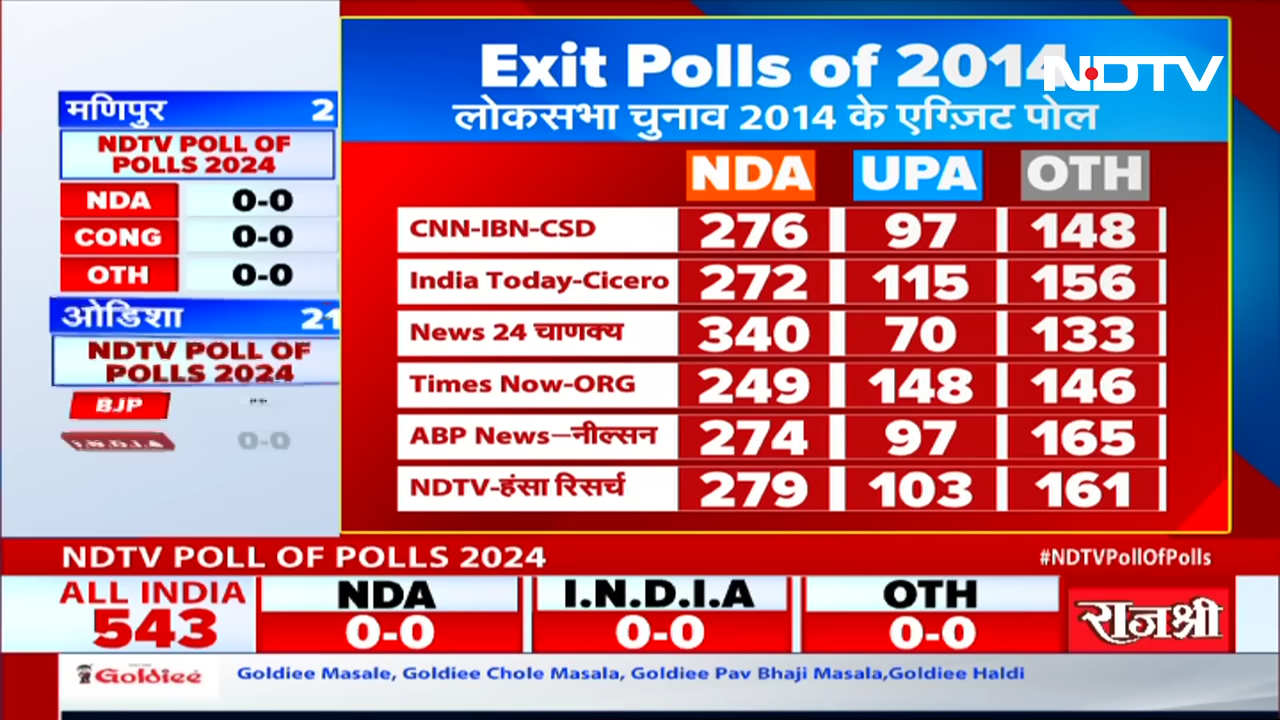 Exit Polls of 2014
NDTV
लोकसभा चुनाव 2014 के एग्ज़िट पोल
NDA UPA OTH
CNN-IBN-CSD 276 97 148
India Today-Cicero 272 115 156
News 24 चाणक्य 340 70 133
Times Now-ORG 249 148 146
ABP News—नील्सन 274 97 165
NDTV-हंसा रिसर्च 279 103 161
मणिपुर 2
NDTV POLL OF
POLLS 2024
NDA 0-0
CONG 0-0
OTH 0-0
ओडिशा 21
NDTV POLL OF
POLLS 2024
BJP
I.N.D.I.A 0-0
NDTV POLL OF POLLS 2024
#NDTVPollOfPolls
ALL INDIA
543
NDA
0-0
I.N.D.I.A
0-0
OTH
0-0
राजश्री
Goldiee
Goldiee Masale, Goldiee Chole Masala, Goldiee Pav Bhaji Masala,Goldiee Haldi